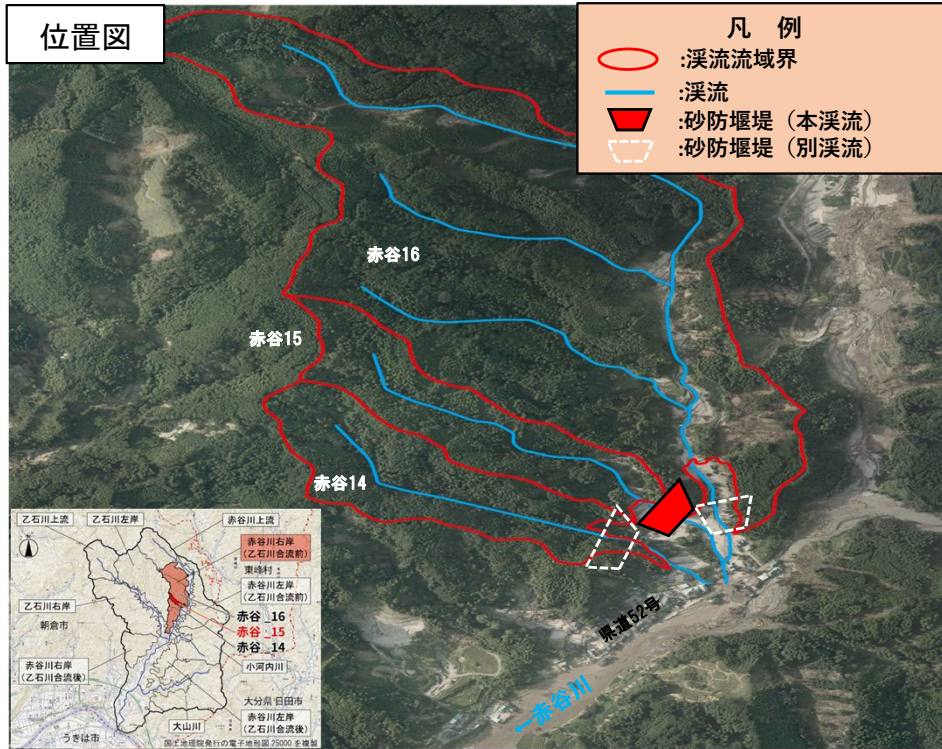 位置図
凡　例
:渓流流域界
:渓流
:砂防堰堤（本渓流）
:砂防堰堤（別渓流）
赤谷16
赤谷15
赤谷14
県道52号
←赤谷川
乙石川上流
乙石川左岸
赤谷川上流
赤谷川右岸
（乙石川合流前）
東峰村
赤谷川左岸
（乙石川合流前）
乙石川右岸
朝倉市
赤谷_16
赤谷_15
赤谷_14
赤谷川右岸
（乙石川合流後）
小河内川
大分県 日田市
大山川
赤谷川左岸
（乙石川合流後）
うきは市
国土地理院発行の電子地形図25000を複製